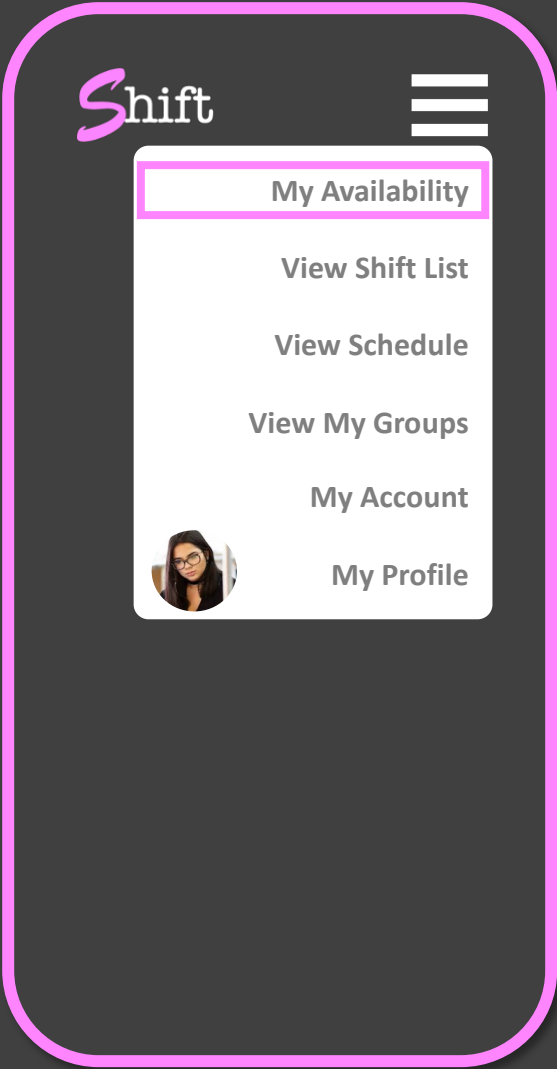 Shift
My Availability
View Shift List
View Schedule
View My Groups
My Account
My Profile